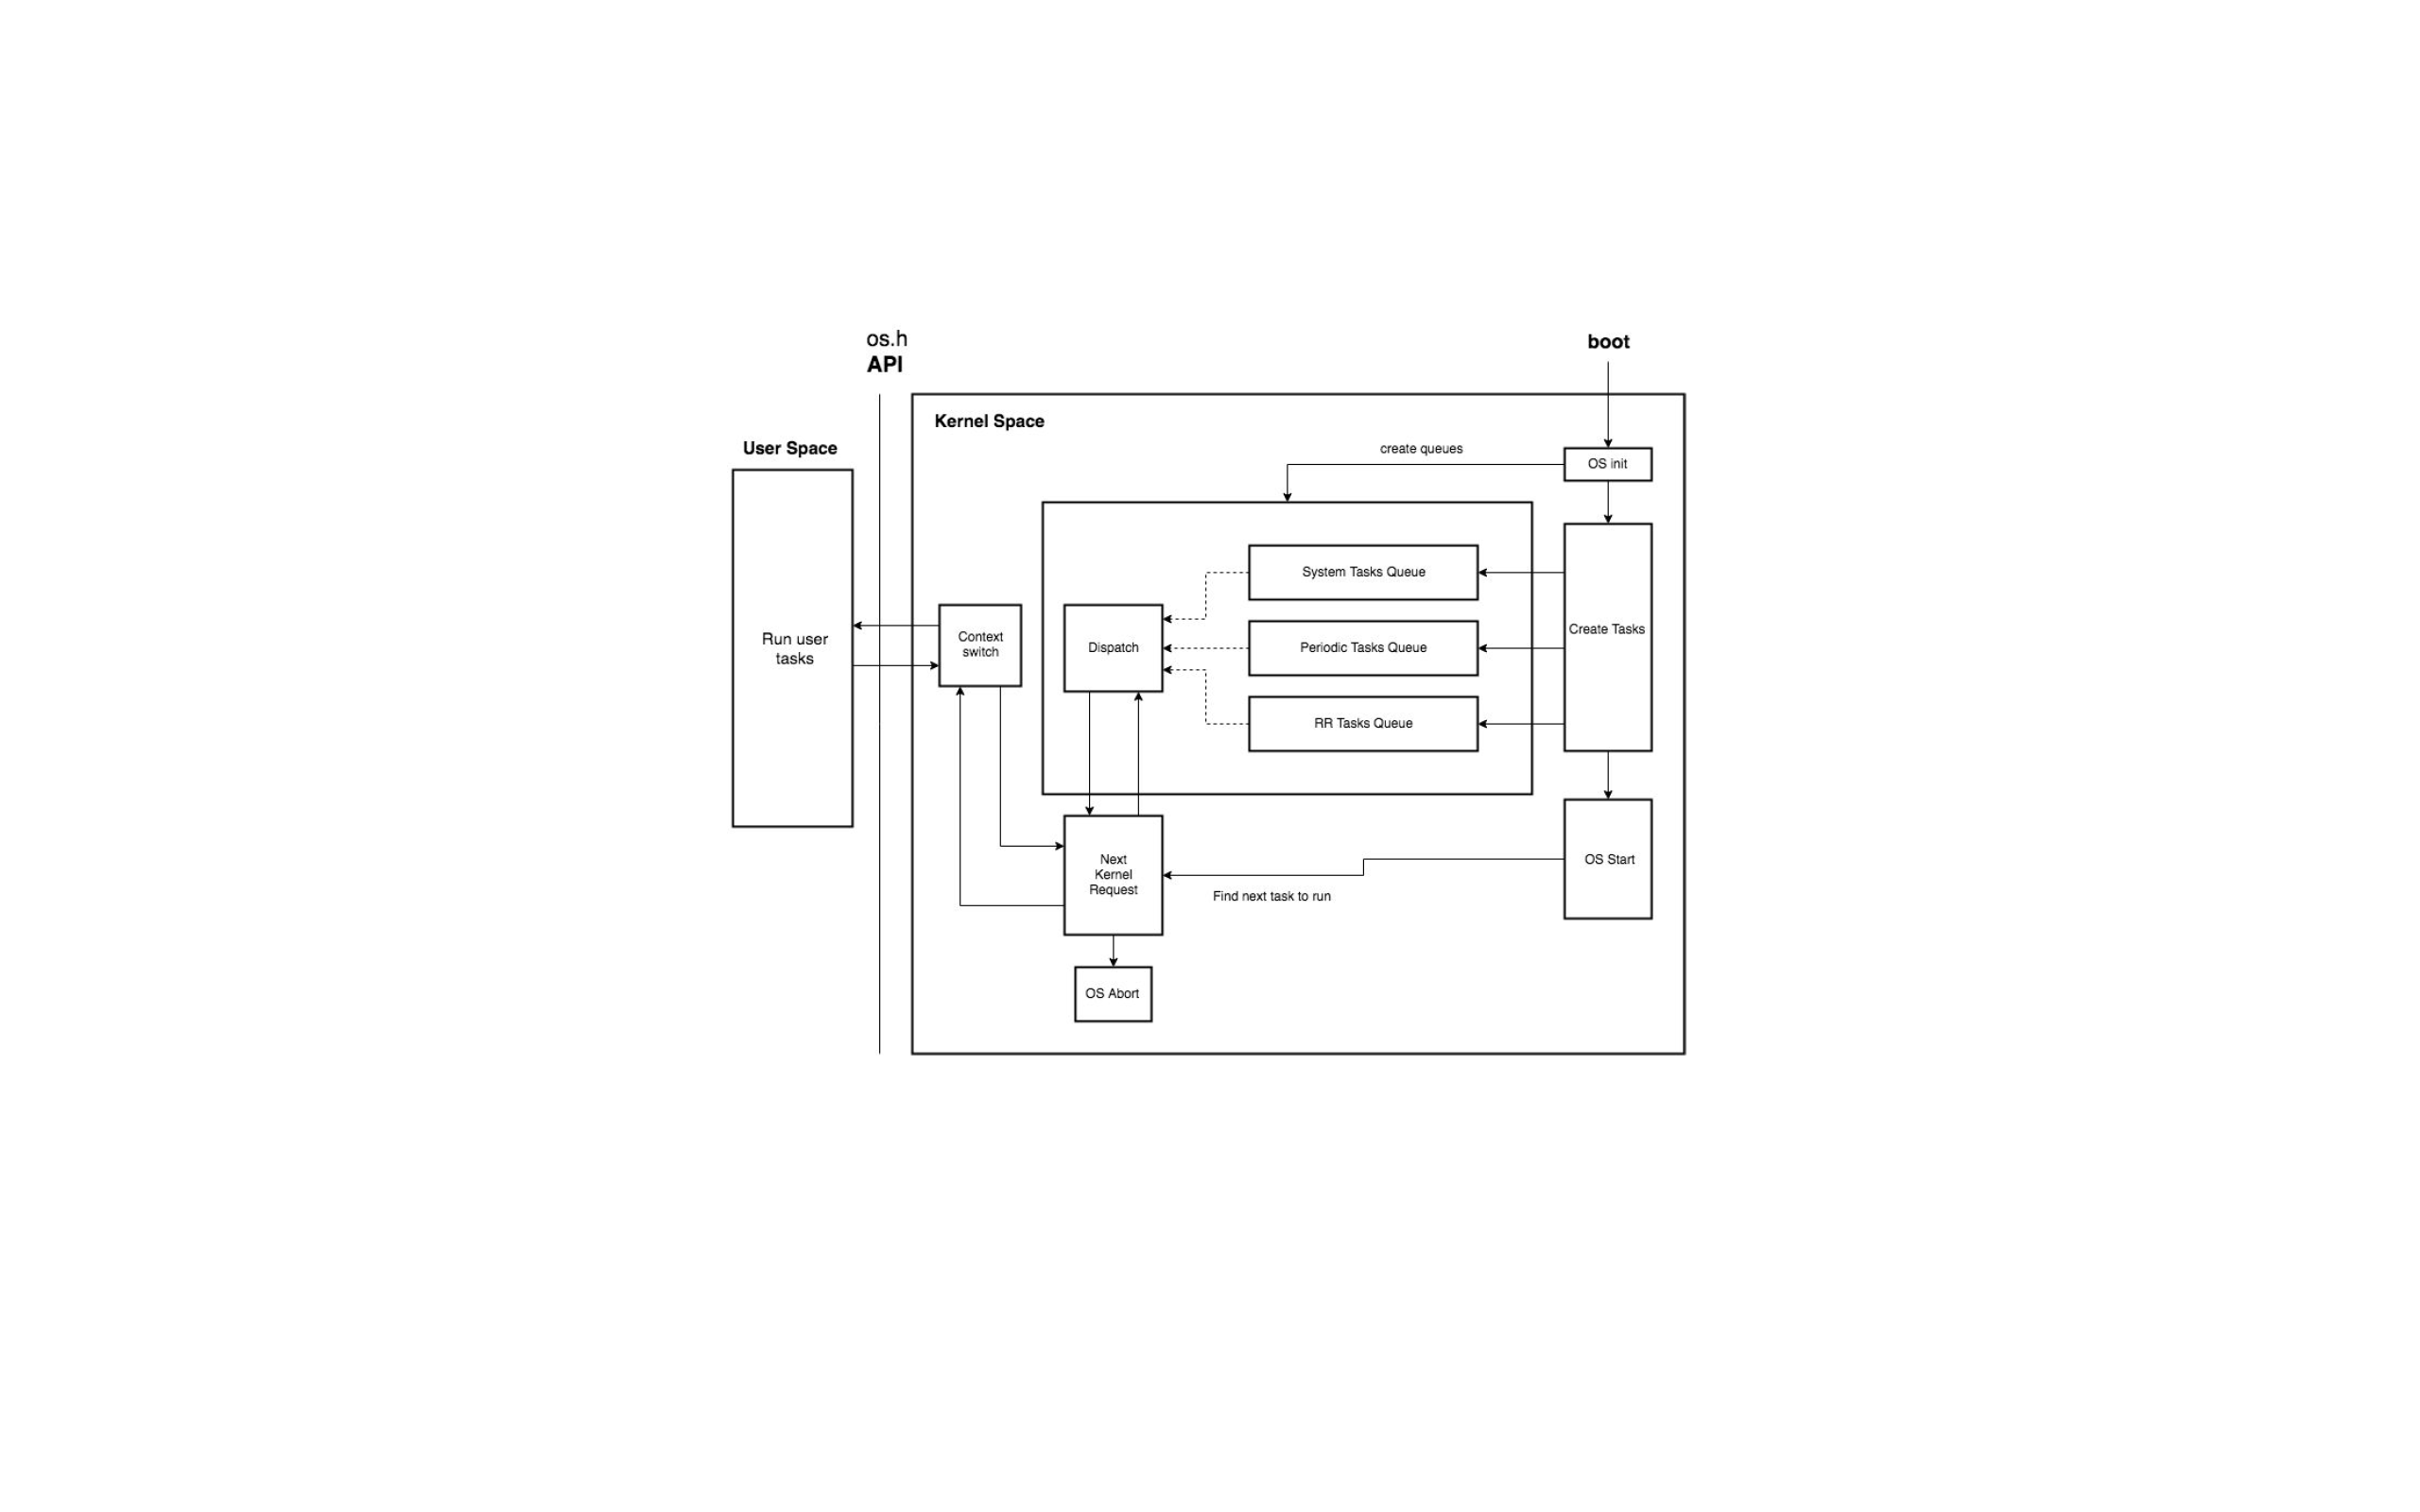 os.h
API
boot
Kernel Space
User Space
create queues
OS init
System Tasks Queue
Create Tasks
Run user
tasks
Context
switch
Dispatch
Periodic Tasks Queue
RR Tasks Queue
Next
Kernel
Request
OS Start
Find next task to run
OS Abort